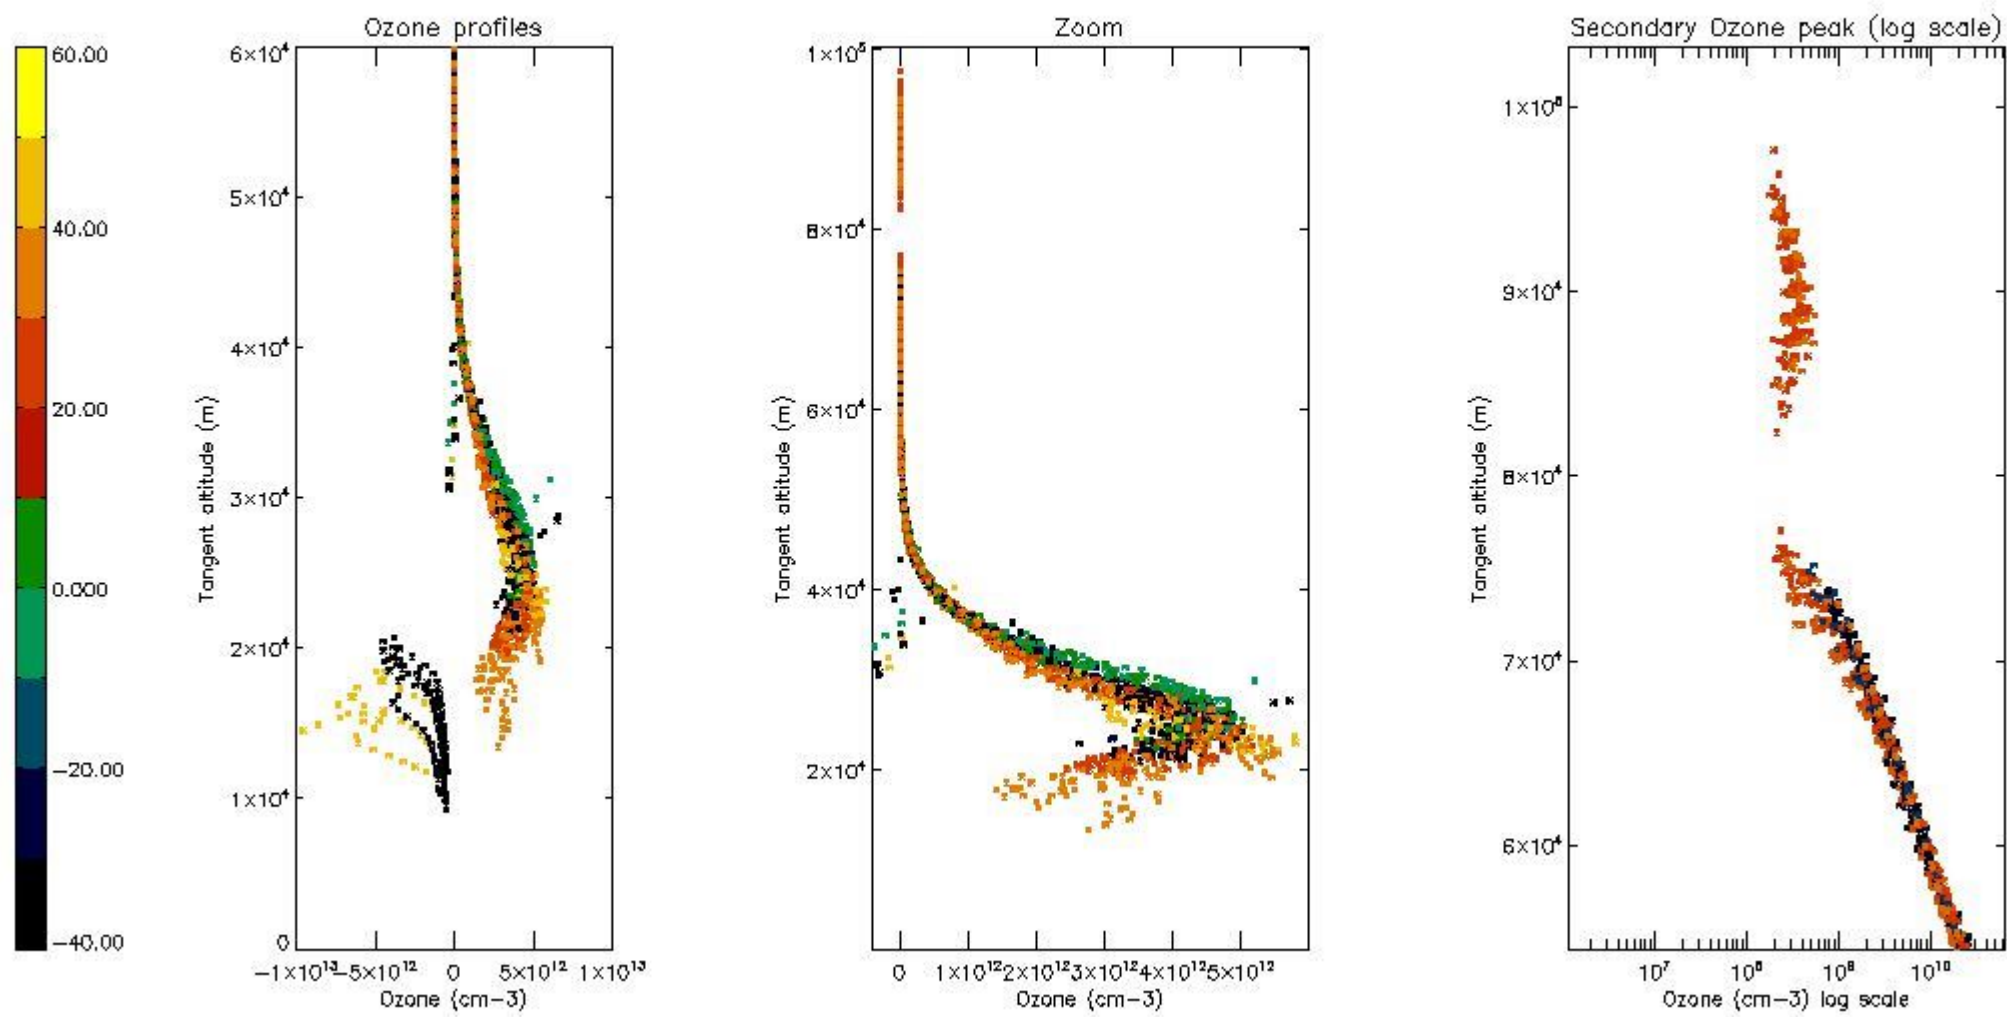 Ozone profiles
Zoom
Secondary Ozone peak (log scale)
60.00
40.00
20.00
0.000
−20.00
−40.00
6×10⁴
5×10⁴
4×10⁴
3×10⁴
2×10⁴
1×10⁴
0
Tangent altitude (m)
−1×10¹³ −5×10¹² 0 5×10¹² 1×10¹³
Ozone (cm−3)
1×10⁵
8×10⁴
6×10⁴
4×10⁴
2×10⁴
Tangent altitude (m)
0 1×10¹² 2×10¹² 3×10¹² 4×10¹² 5×10¹²
Ozone (cm−3)
9×10⁴
8×10⁴
7×10⁴
6×10⁴
Tangent altitude (m)
10⁷ 10⁹ 10¹⁰
Ozone (cm−3) log scale